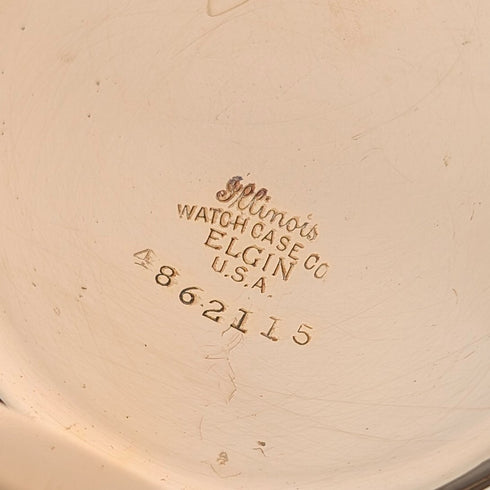 Illinois
WATCH CASE CO
ELGIN
U.S.A.
4862115